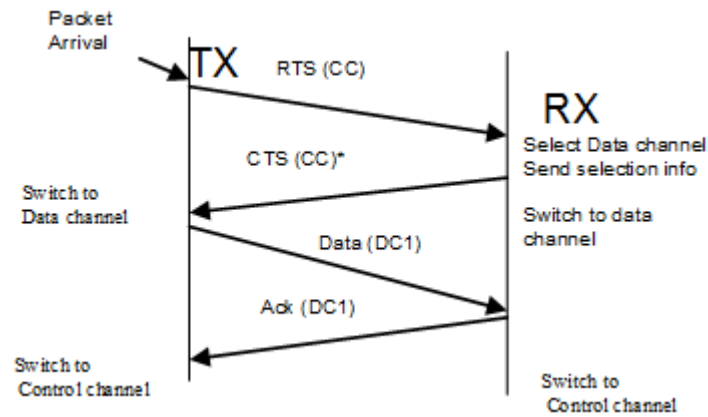 Packet
Arrival
TX
RTS (CC)
RX
Select Data channel
Send selection info
CTS (CC)*
Switch to
Data channel
Switch to data
channel
Data (DC1)
Ack (DC1)
Switch to
Control channel
Switch to
Control channel